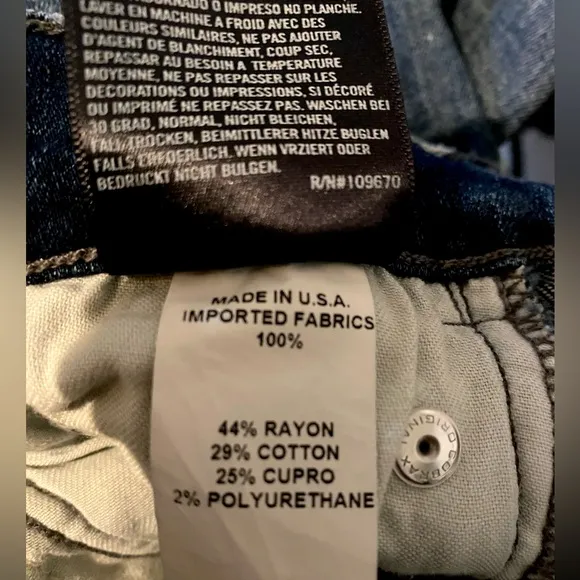 O IMPRESO NO PLANCHE.
LAVER EN MACHINE A FROID AVEC DES
COULEURS SIMILAIRES, NE PAS AJOUTER
D'AGENT DE BLANCHIMENT, COUP SEC,
REPASSAR AU BESOIN A TEMPERATURE
MOYENNE, NE PAS REPASSER SUR LES
DECORATIONS OU IMPRESSIONS, SI DÉCORÉ
OU IMPRIMÉ NE REPASSEZ PAS. WASCHEN BEI
30 GRAD, NORMAL, NICHT BLEICHEN,
FALL TROCKEN, BEIMITTLERER HITZE BUGLEN
FALLS ERFODERLICH. WENN VRZIERT ODER
BEDRUCKT NICHT BULGEN.
R/N#109670
MADE IN U.S.A.
IMPORTED FABRICS
100%
44% RAYON
29% COTTON
25% CUPRO
2% POLYURETHANE
ORIGINAL